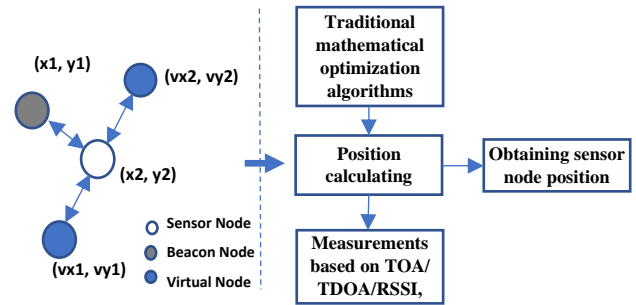 (x1, y1)
(vx2, vy2)
(x2, y2)
(vx1, vy1)
Sensor Node
Beacon Node
Virtual Node
Traditional
mathematical
optimization
algorithms
Position
calculating
Obtaining sensor
node position
Measurements
based on TOA/
TDOA/RSSI,